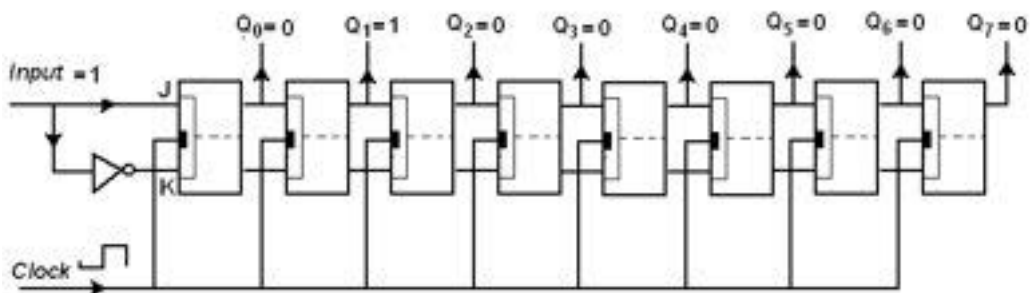 Q₀=0 Q₁=1 Q₂=0 Q₃=0 Q₄=0 Q₅=0 Q₆=0 Q₇=0
Input = 1
J
K
Clock